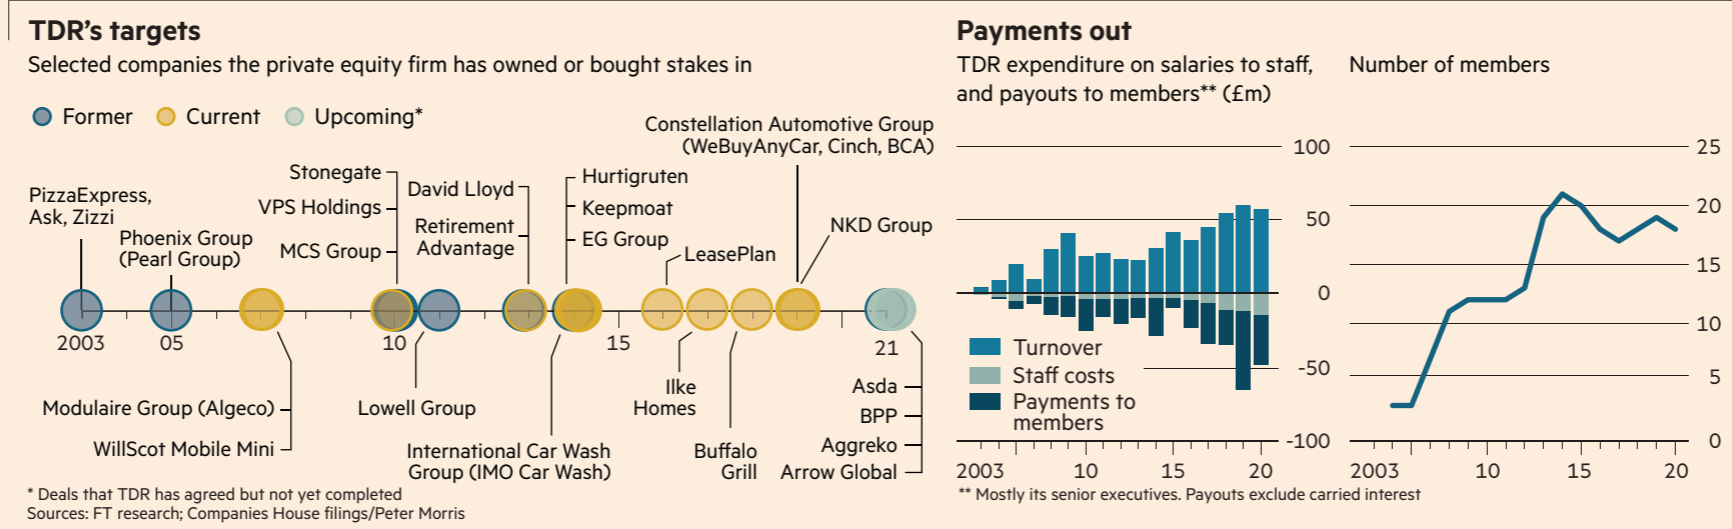 TDR's targets
Selected companies the private equity firm has owned or bought stakes in
Former
Current
Upcoming*
PizzaExpress,
Ask, Zizzi
Phoenix Group
(Pearl Group)
Stonegate
VPS Holdings
MCS Group
David Lloyd
Retirement
Advantage
Hurtigruten
Keepmoat
EG Group
LeasePlan
Constellation Automotive Group
(WeBuyAnyCar, Cinch, BCA)
NKD Group
2003
05
10
15
21
Modulaire Group (Algeco)
WillScot Mobile Mini
Lowell Group
International Car Wash
Group (IMO Car Wash)
Ilke
Homes
Buffalo
Grill
Asda
BPP
Aggreko
Arrow Global
* Deals that TDR has agreed but not yet completed
Sources: FT research; Companies House filings/Peter Morris
Payments out
TDR expenditure on salaries to staff,
and payouts to members** (£m)
100
50
0
-50
-100
Turnover
Staff costs
Payments to
members
2003
10
15
20
Number of members
25
20
15
10
5
0
2003
10
15
20
** Mostly its senior executives. Payouts exclude carried interest